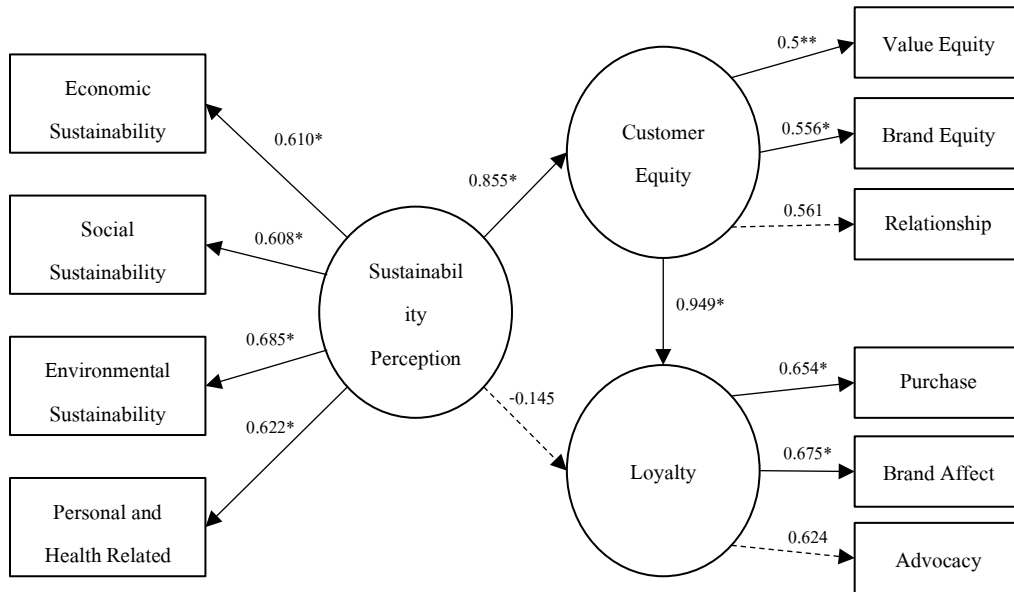 Economic
Sustainability
0.610*
Social
Sustainability
0.608*
Environmental
Sustainability
0.685*
Personal and
Health Related
0.622*
Sustainabil
ity
Perception
0.855*
-0.145
Customer
Equity
0.949*
Loyalty
0.5**
Value Equity
0.556*
Brand Equity
0.561
Relationship
0.654*
Purchase
0.675*
Brand Affect
0.624
Advocacy